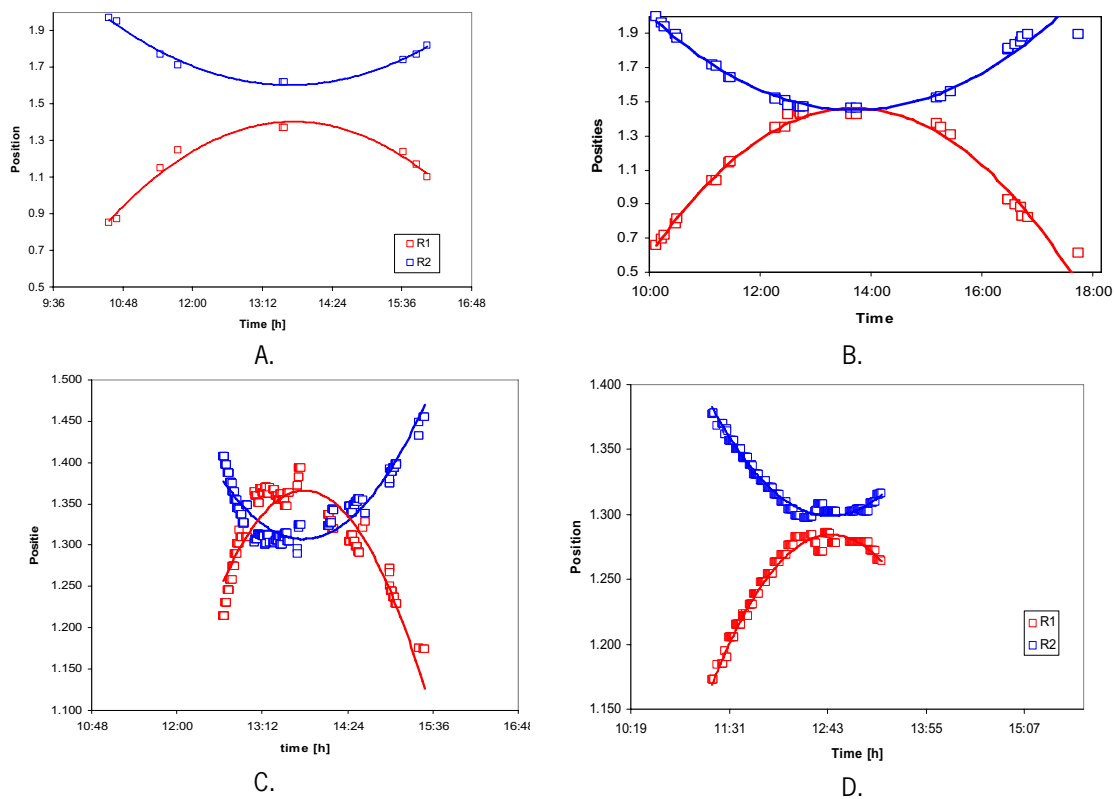 Position
1.9
1.7
1.5
1.3
1.1
0.9
0.7
0.5
R1
R2
9:36 10:48 12:00 13:12 14:24 15:36 16:48
Time [h]
A.
Posities
1.9
1.7
1.5
1.3
1.1
0.9
0.7
0.5
10:00 12:00 14:00 16:00 18:00
Time
B.
Positie
1.500
1.450
1.400
1.350
1.300
1.250
1.200
1.150
1.100
10:48 12:00 13:12 14:24 15:36 16:48
time [h]
C.
Position
1.400
1.350
1.300
1.250
1.200
1.150
R1
R2
10:19 11:31 12:43 13:55 15:07
Time [h]
D.